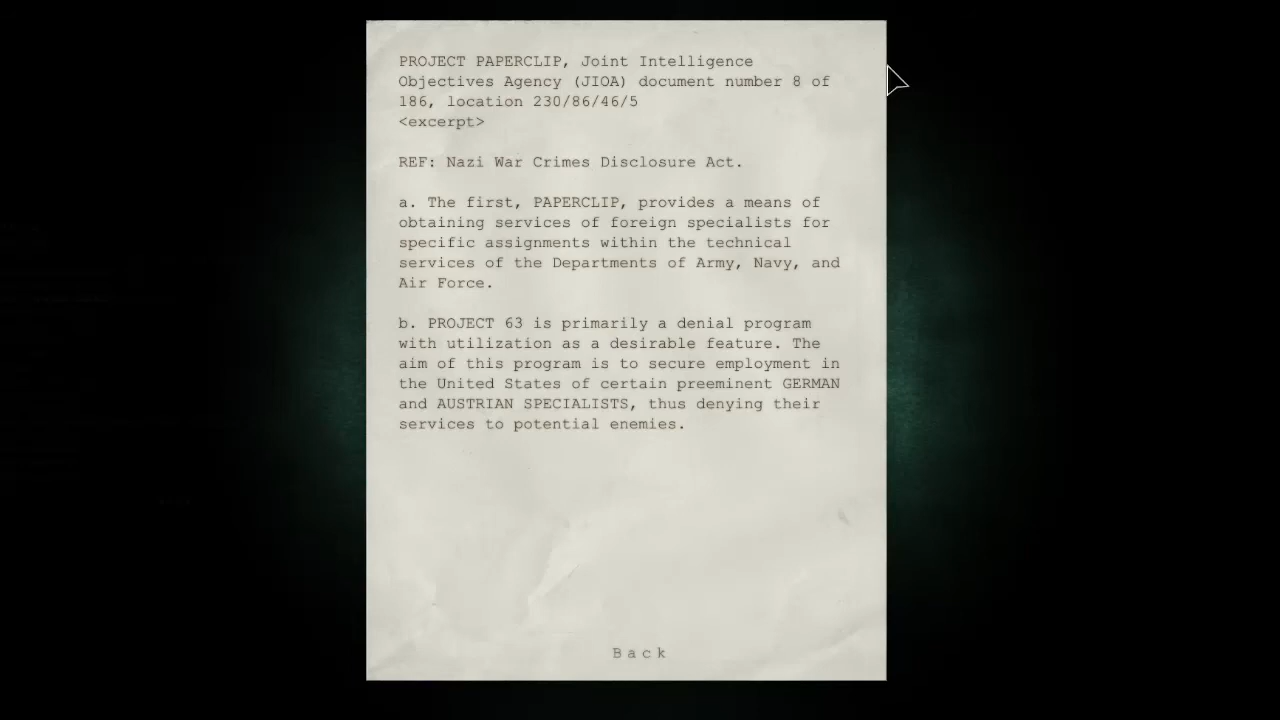 PROJECT PAPERCLIP, Joint Intelligence
Objectives Agency (JIOA) document number 8 of
186, location 230/86/46/5
<excerpt>
REF: Nazi War Crimes Disclosure Act.
a. The first, PAPERCLIP, provides a means of
obtaining services of foreign specialists for
specific assignments within the technical
services of the Departments of Army, Navy, and
Air Force.
b. PROJECT 63 is primarily a denial program
with utilization as a desirable feature. The
aim of this program is to secure employment in
the United States of certain preeminent GERMAN
and AUSTRIAN SPECIALISTS, thus denying their
services to potential enemies.
Back